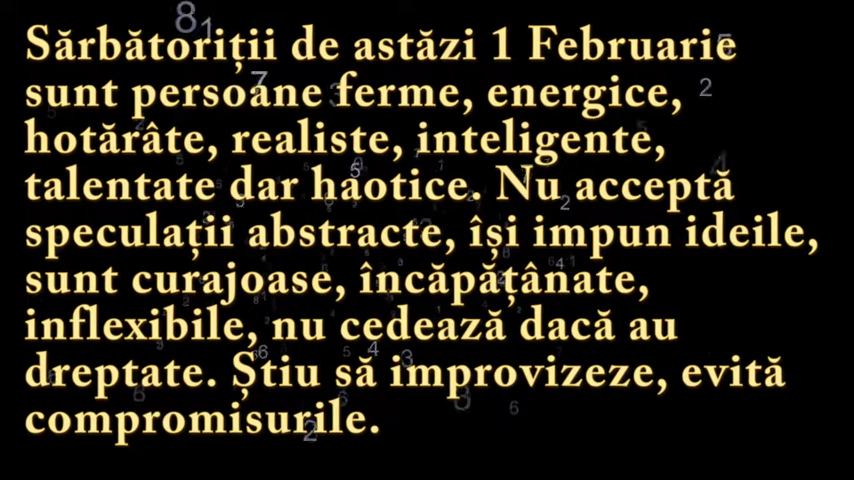 Sărbătoriții de astăzi 1 Februarie
sunt persoane ferme, energice,
hotărâte, realiste, inteligente,
talentate dar haotice. Nu acceptă
speculații abstracte, își impun ideile,
sunt curajoase, încăpățânate,
inflexibile, nu cedează dacă au
dreptate. Știu să improvizeze, evită
compromisurile.